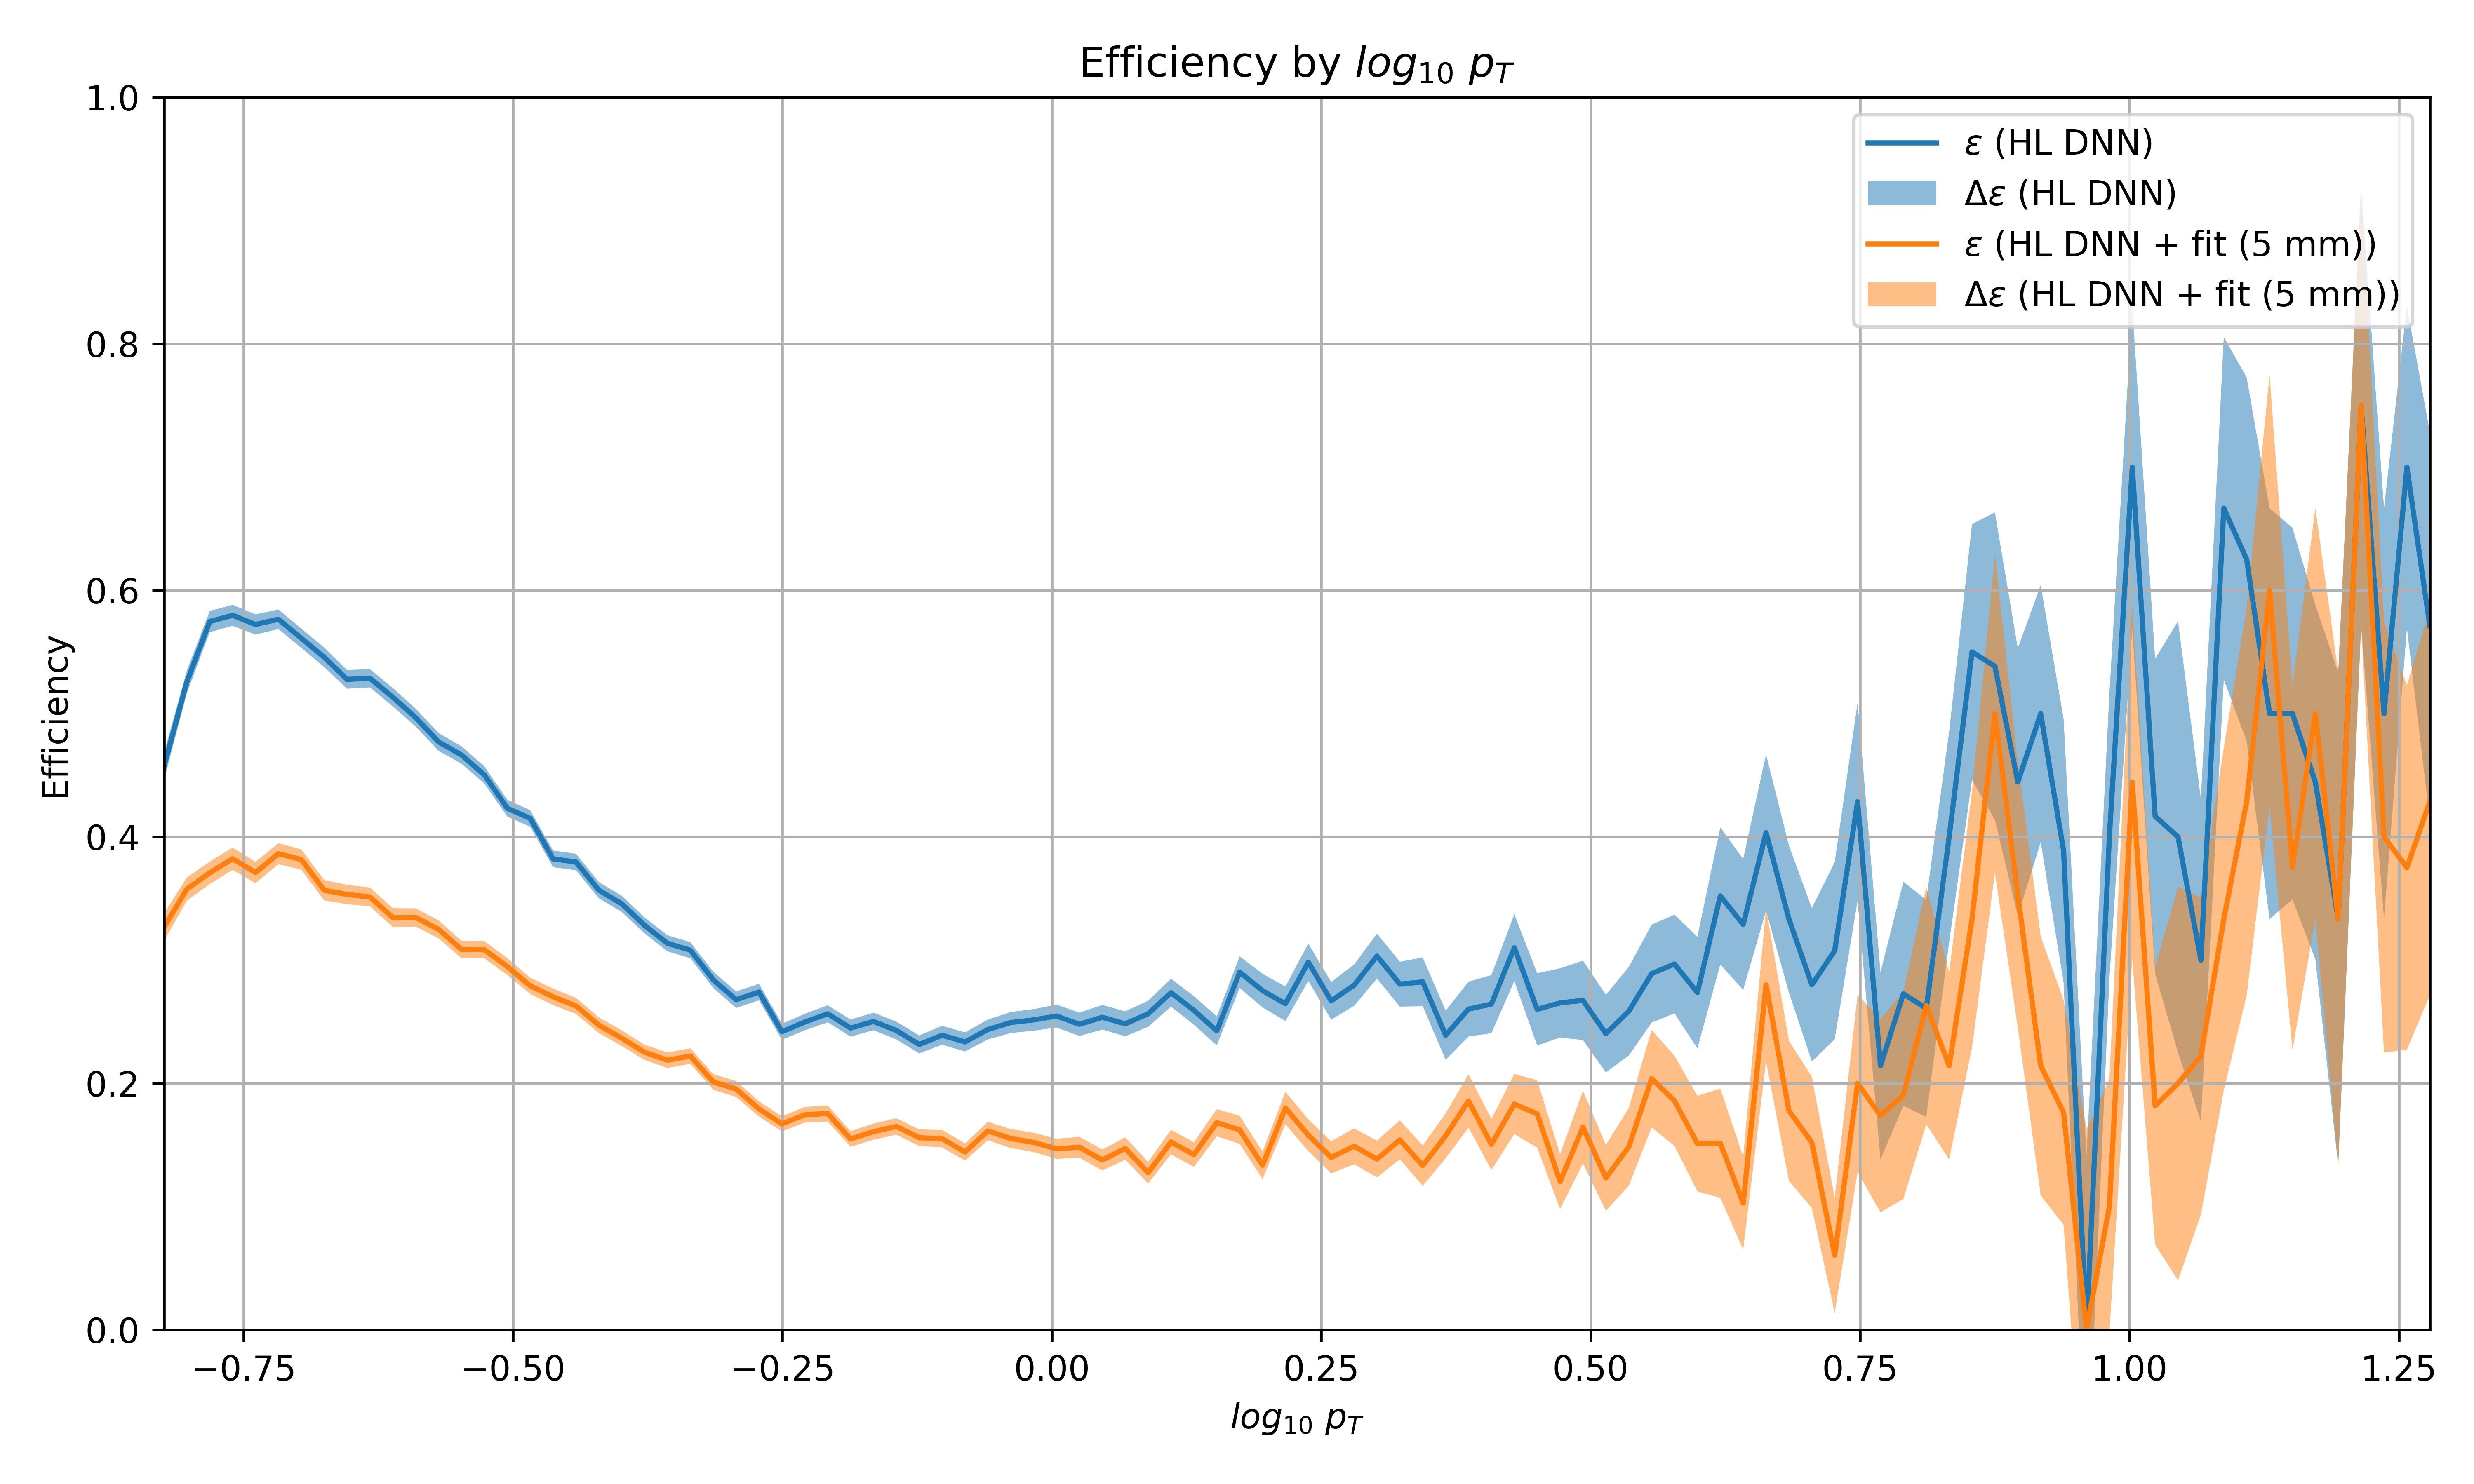 Efficiency by log₁₀ p_T
1.0
0.8
0.6
0.4
0.2
0.0
Efficiency
ε (HL DNN)
Δε (HL DNN)
ε (HL DNN + fit (5 mm))
Δε (HL DNN + fit (5 mm))
−0.75 −0.50 −0.25 0.00 0.25 0.50 0.75 1.00 1.25
log₁₀ p_T